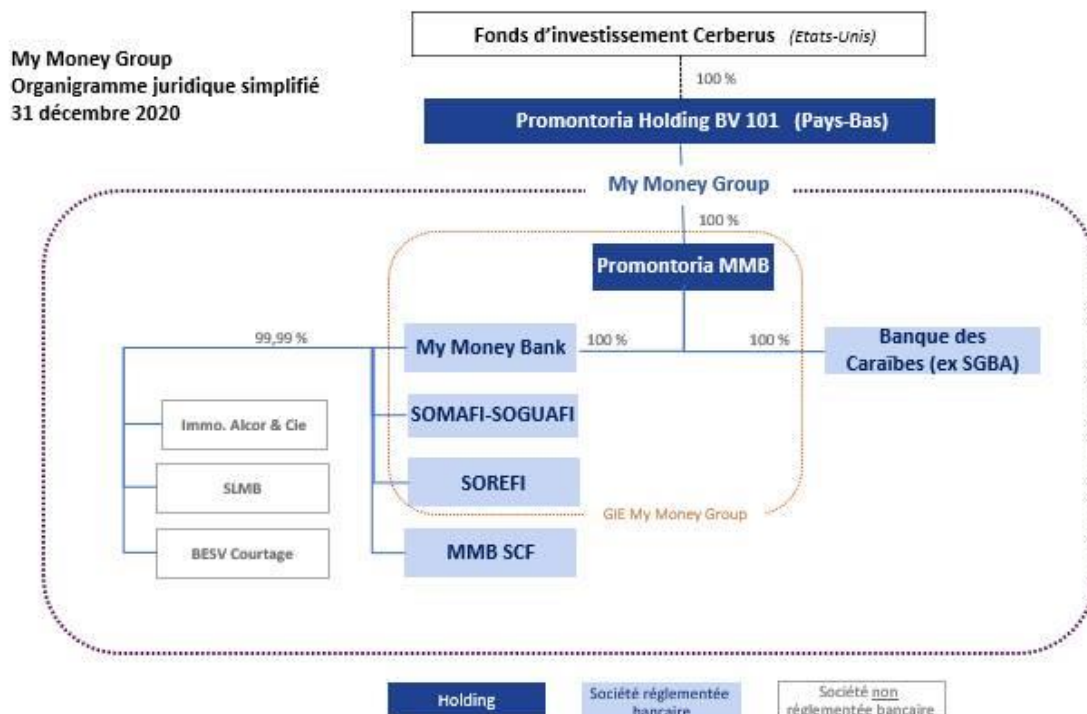 My Money Group
Organigramme juridique simplifié
31 décembre 2020
Fonds d'investissement Cerberus (Etats-Unis)
100 %
Promontoria Holding BV 101 (Pays-Bas)
My Money Group
100 %
Promontoria MMB
99,99 %
My Money Bank
100 %
100 %
Banque des
Caraïbes (ex SGBA)
Immo. Alcor & Cie
SOMAFI-SOGUAFI
SLMB
SOREFI
GIE My Money Group
BESV Courtage
MMB SCF
Holding
Société réglementée
bancaire
Société non
réglementée bancaire